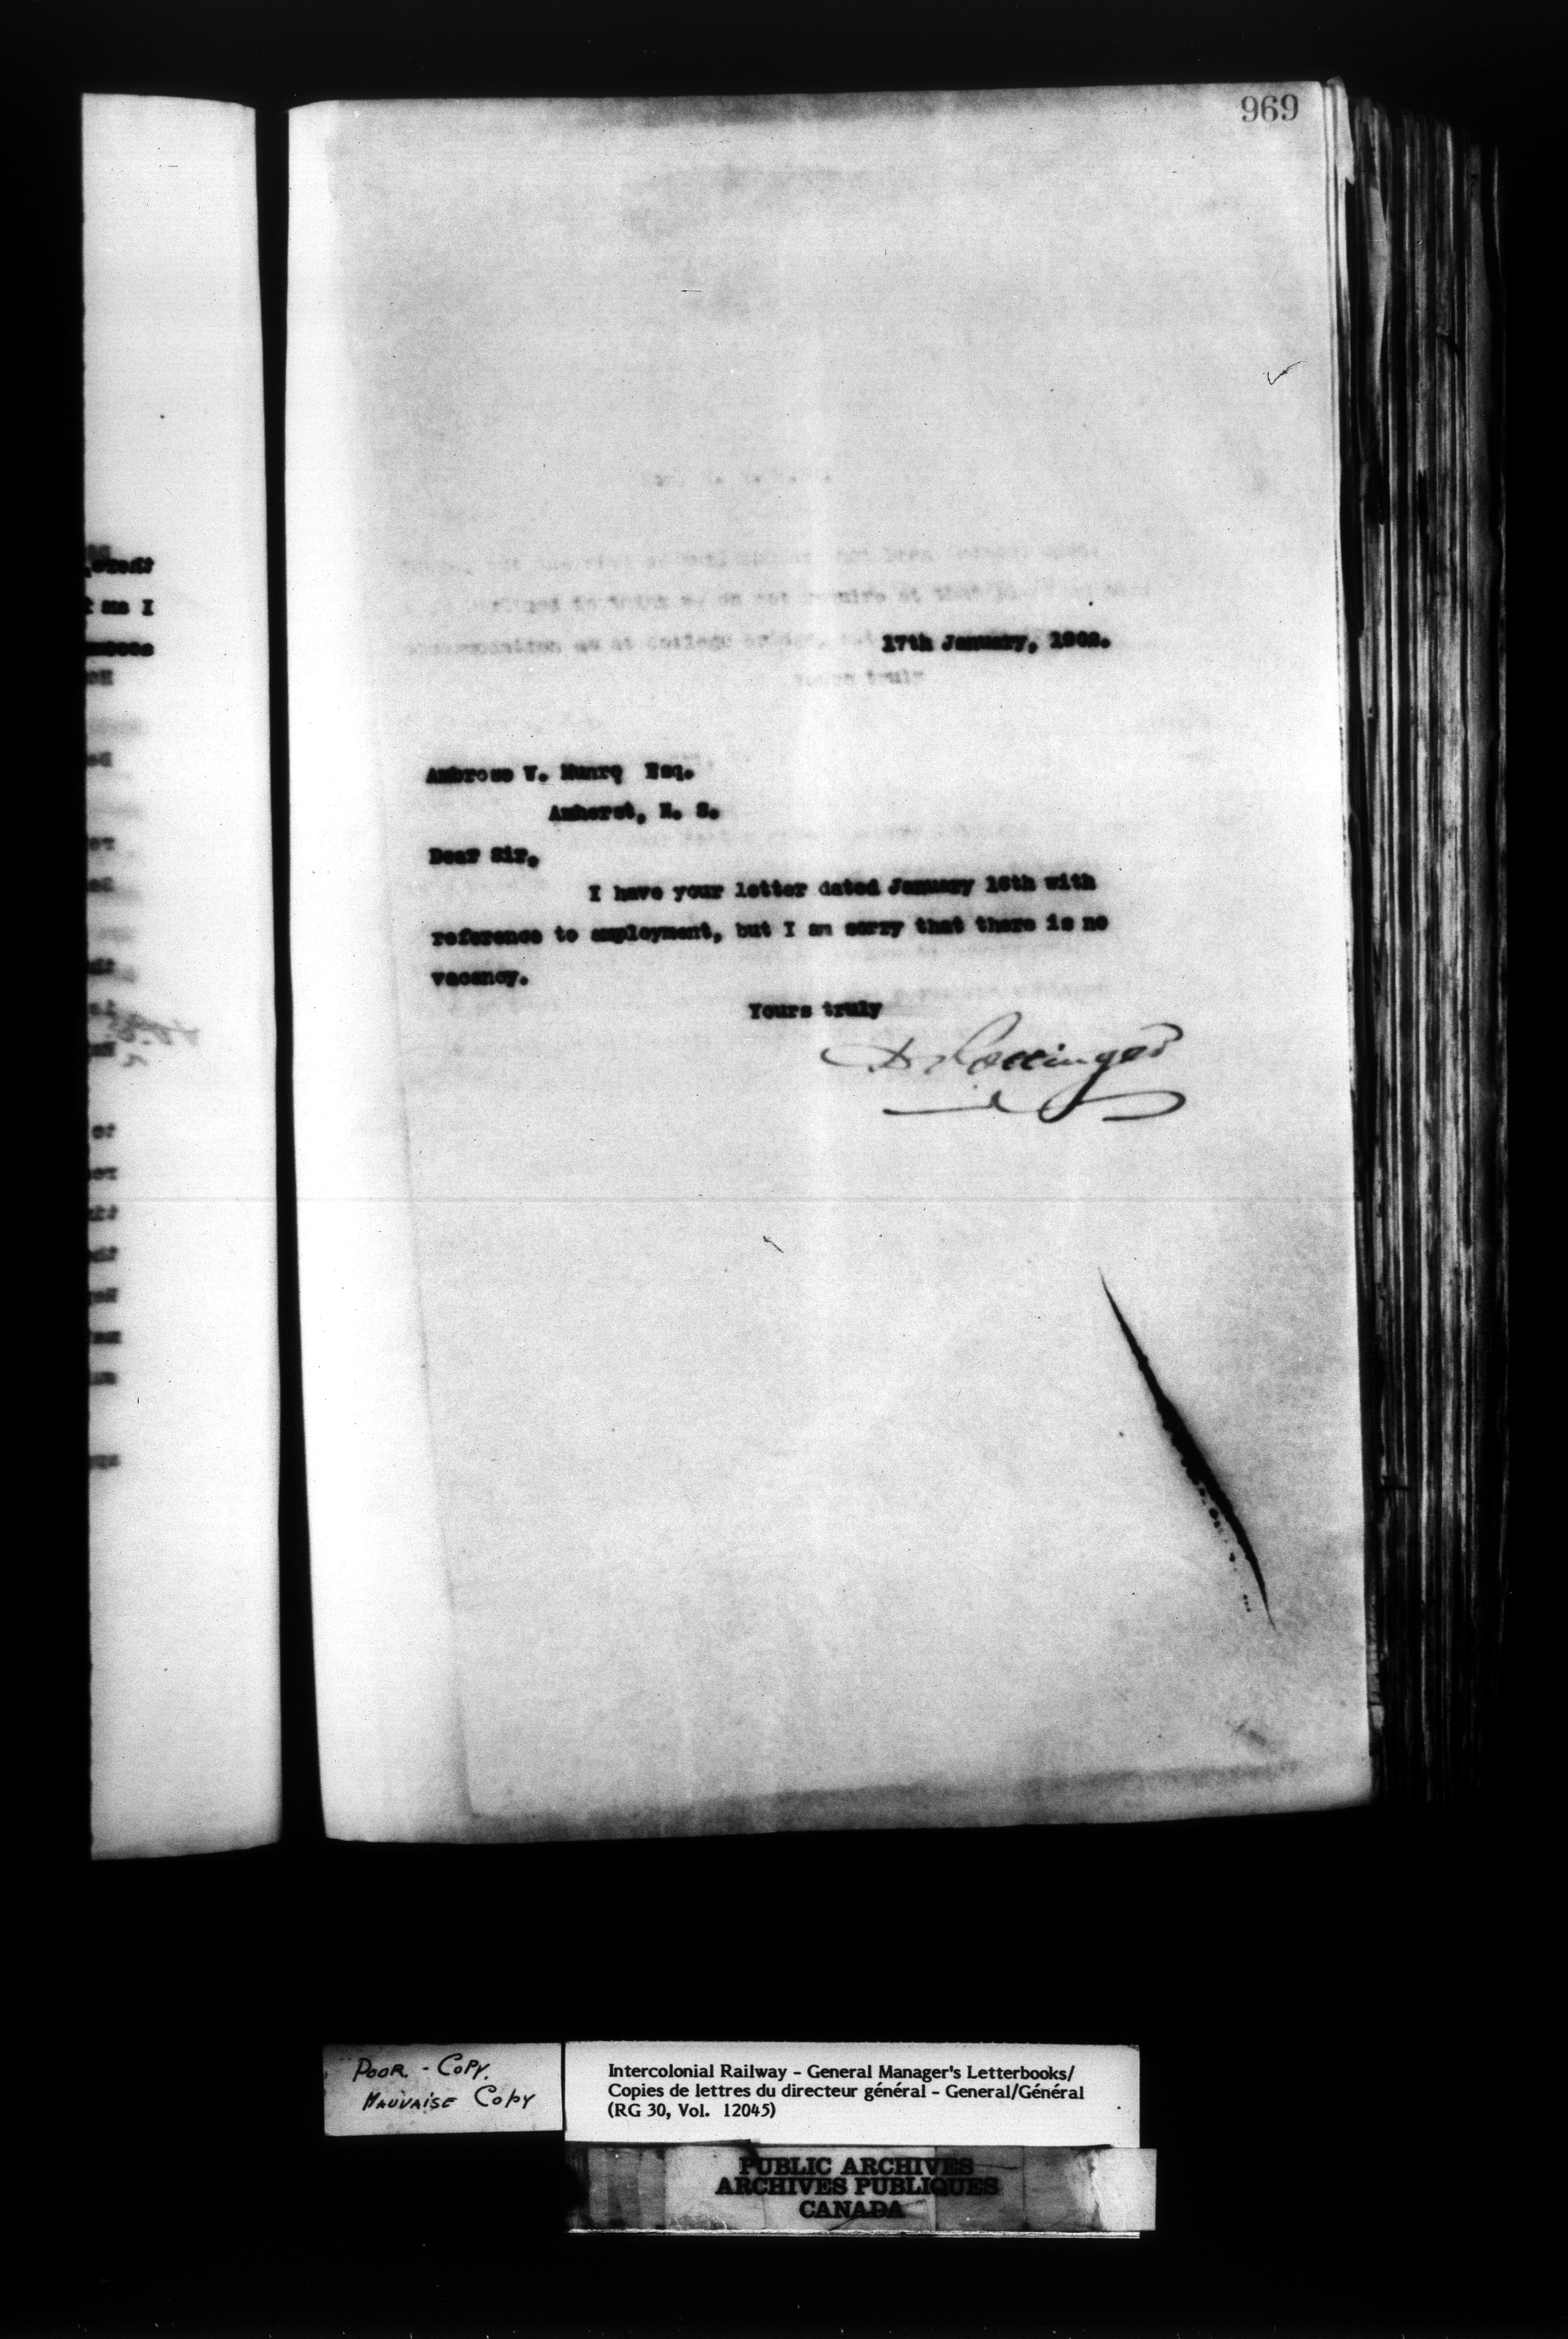 969
17th January, 1902.
Ambrose V. Munro Esq.
Amherst, N. S.
Dear Sir,
I have your letter dated January 16th with
reference to employment, but I am sorry that there is no
vacancy.
Yours truly
D. Pottinger
POOR. - COPY.
MAUVAISE COPY
Intercolonial Railway - General Manager's Letterbooks/
Copies de lettres du directeur général - General/Général
(RG 30, Vol. 12045)
PUBLIC ARCHIVES
ARCHIVES PUBLIQUES
CANADA